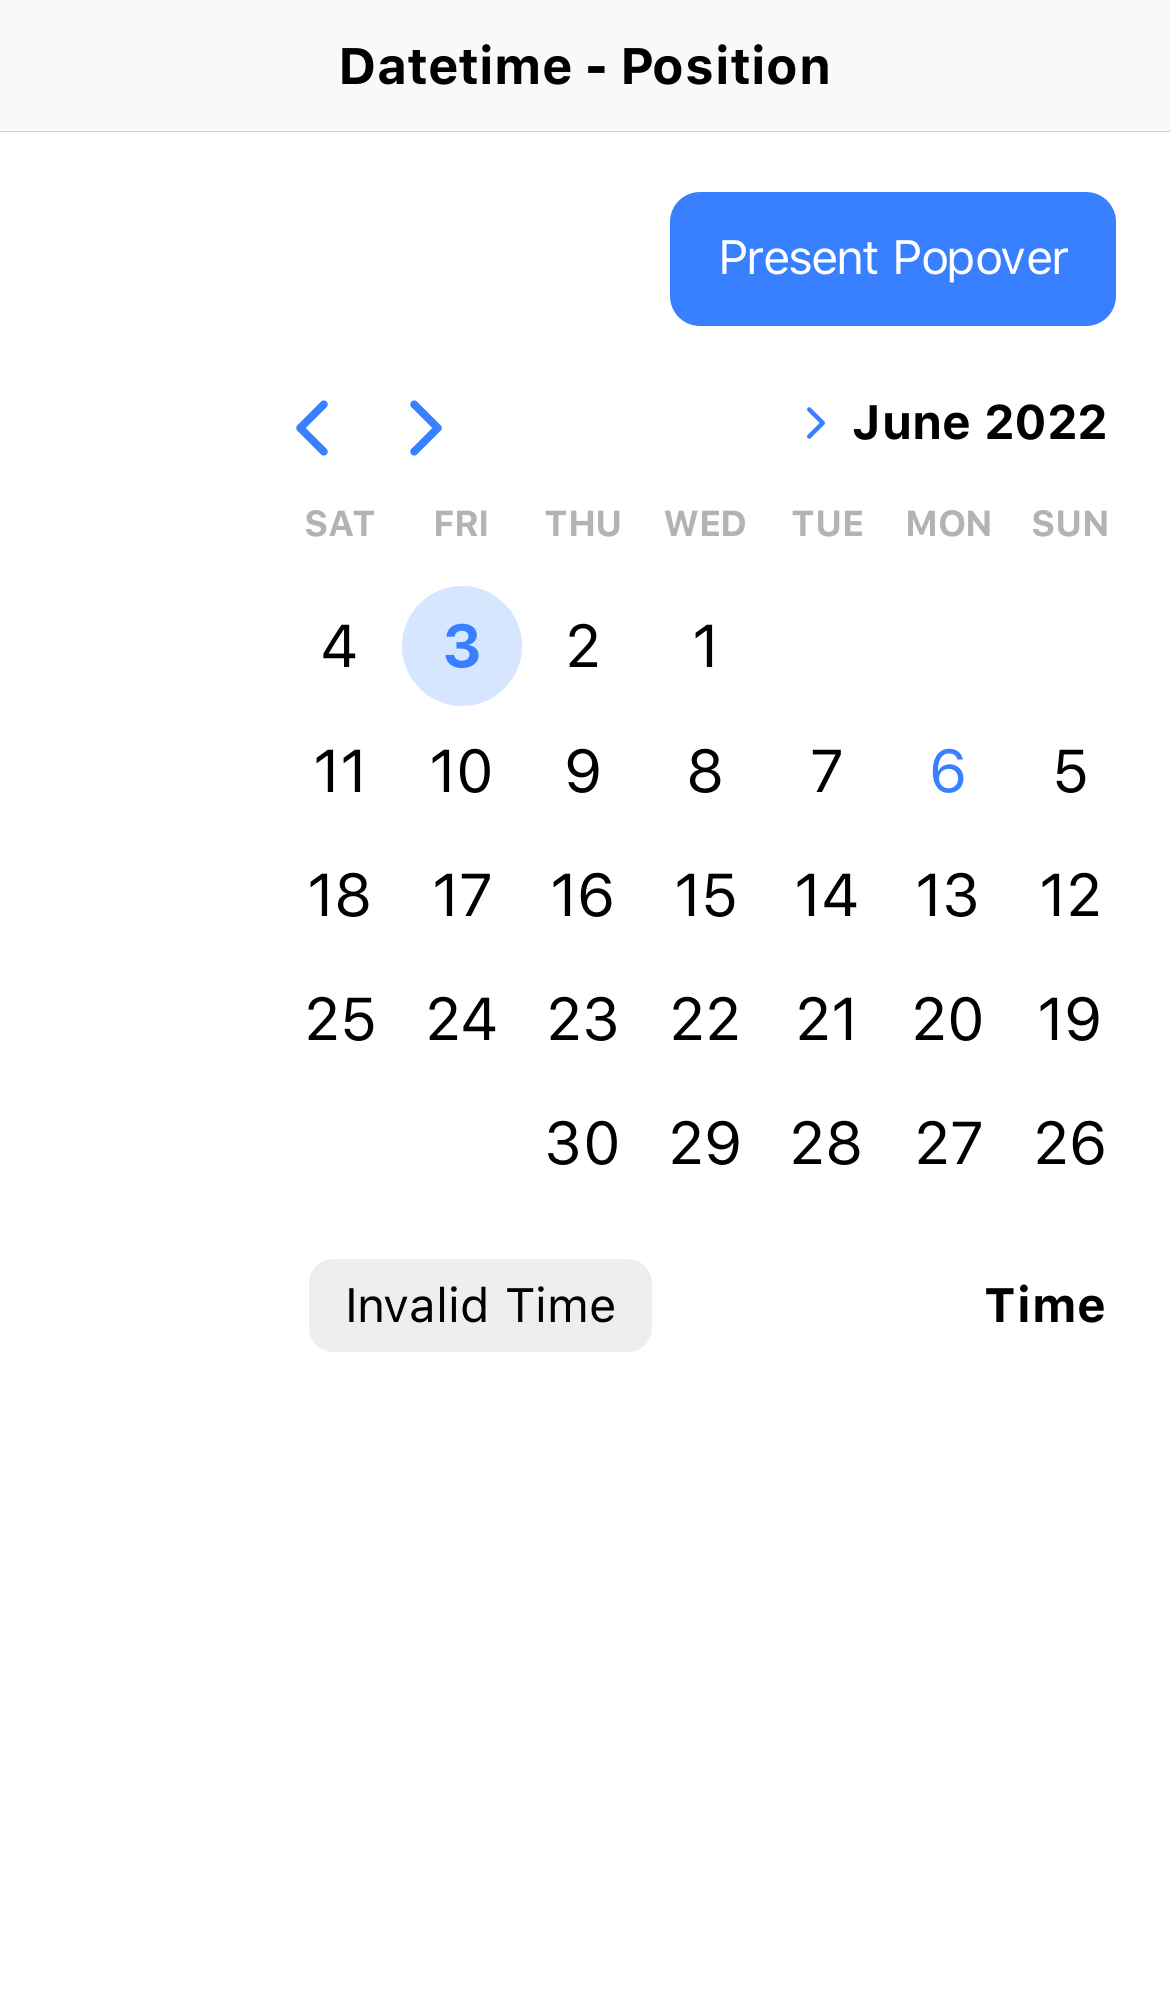 Datetime - Position
Present Popover
June 2022
SAT FRI THU WED TUE MON SUN
4 3 2 1
11 10 9 8 7 6 5
18 17 16 15 14 13 12
25 24 23 22 21 20 19
30 29 28 27 26
Invalid Time Time